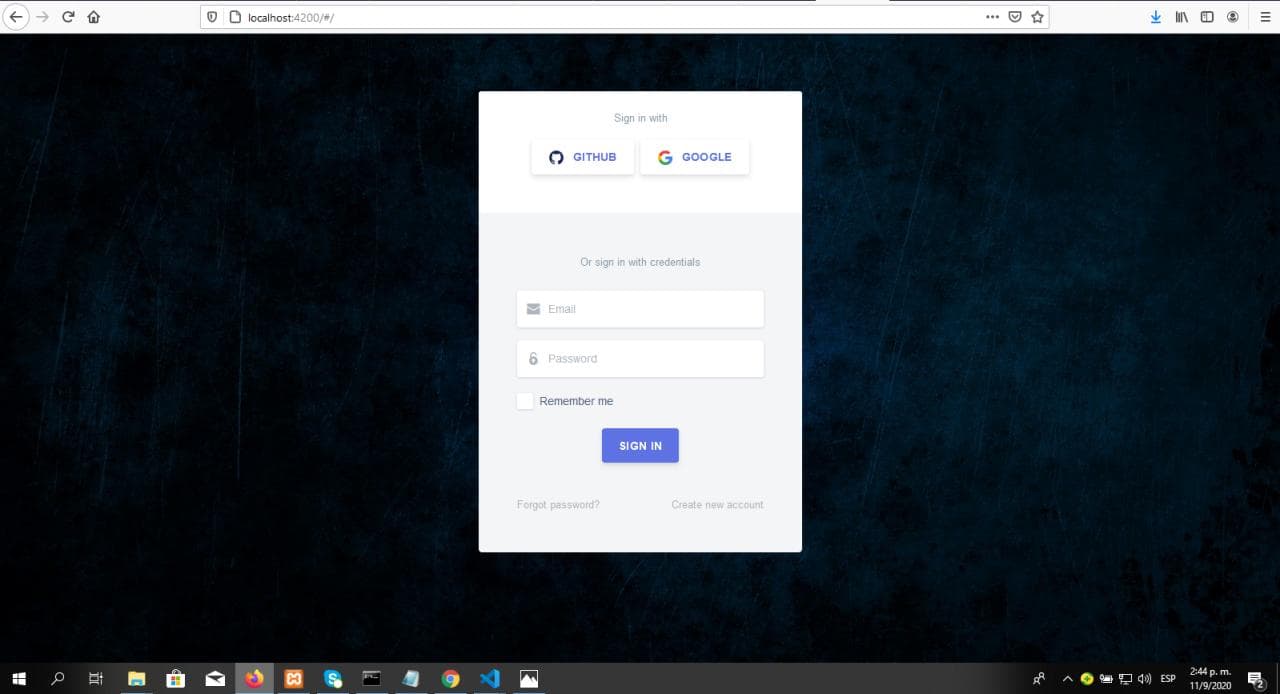 localhost:4200/#/
Sign in with
GITHUB
GOOGLE
Or sign in with credentials
Email
Password
Remember me
SIGN IN
Forgot password?
Create new account
ESP
2:44 p. m.
11/9/2020
2